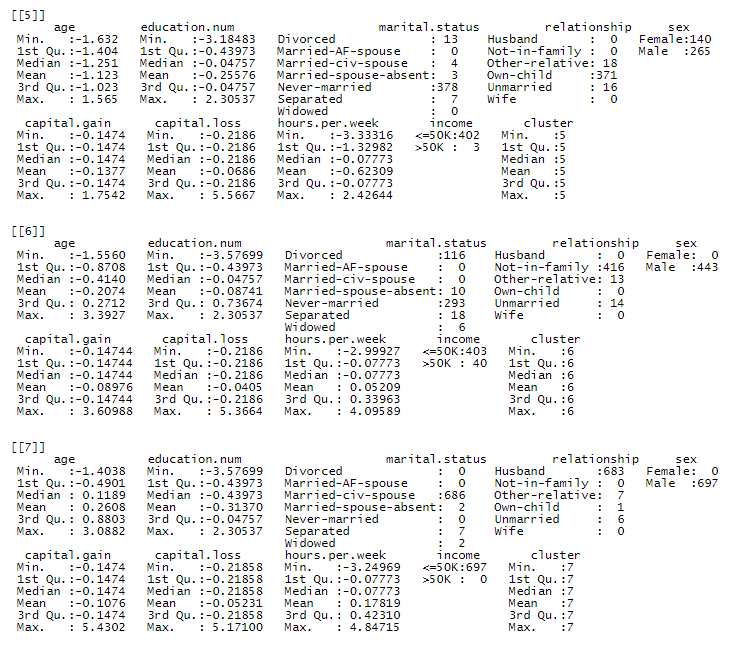 [[5]]
      age           education.num                   marital.status        relationship     sex
 Min.   :-1.632   Min.   :-3.18483   Divorced             : 13   Husband       :  0   Female:140
 1st Qu.:-1.404   1st Qu.:-0.43973   Married-AF-spouse    :  0   Not-in-family :  0   Male  :265
 Median :-1.251   Median :-0.04757   Married-civ-spouse   :  4   Other-relative: 18
 Mean   :-1.123   Mean   :-0.25576   Married-spouse-absent:  3   Own-child     :371
 3rd Qu.:-1.023   3rd Qu.:-0.04757   Never-married        :378   Unmarried     : 16
 Max.   : 1.565   Max.   : 2.30537   Separated            :  7   Wife          :  0
                                     Widowed              :  0
  capital.gain      capital.loss     hours.per.week       income       cluster
 Min.   :-0.1474   Min.   :-0.2186   Min.   :-3.33316   <=50K:402   Min.   :5
 1st Qu.:-0.1474   1st Qu.:-0.2186   1st Qu.:-1.32982   >50K :  3   1st Qu.:5
 Median :-0.1474   Median :-0.2186   Median :-0.07773               Median :5
 Mean   :-0.1377   Mean   :-0.0686   Mean   :-0.62309               Mean   :5
 3rd Qu.:-0.1474   3rd Qu.:-0.2186   3rd Qu.:-0.07773               3rd Qu.:5
 Max.   : 1.7542   Max.   : 5.5667   Max.   : 2.42644               Max.   :5
[[6]]
      age            education.num                   marital.status         relationship     sex
 Min.   :-1.5560   Min.   :-3.57699   Divorced             :116   Husband       :  0   Female:  0
 1st Qu.:-0.8708   1st Qu.:-0.43973   Married-AF-spouse    :  0   Not-in-family :416   Male  :443
 Median :-0.4140   Median :-0.04757   Married-civ-spouse   :  0   Other-relative: 13
 Mean   :-0.2074   Mean   :-0.08741   Married-spouse-absent: 10   Own-child     :  0
 3rd Qu.: 0.2712   3rd Qu.: 0.73674   Never-married        :293   Unmarried     : 14
 Max.   : 3.3927   Max.   : 2.30537   Separated            : 18   Wife          :  0
                                      Widowed              :  6
  capital.gain       capital.loss     hours.per.week       income       cluster
 Min.   :-0.14744   Min.   :-0.2186   Min.   :-2.99927   <=50K:403   Min.   :6
 1st Qu.:-0.14744   1st Qu.:-0.2186   1st Qu.:-0.07773   >50K : 40   1st Qu.:6
 Median :-0.14744   Median :-0.2186   Median :-0.07773               Median :6
 Mean   :-0.08976   Mean   :-0.0405   Mean   : 0.05209               Mean   :6
 3rd Qu.:-0.14744   3rd Qu.:-0.2186   3rd Qu.: 0.33963               3rd Qu.:6
 Max.   : 3.60988   Max.   : 5.3664   Max.   : 4.09589               Max.   :6
[[7]]
      age            education.num                   marital.status         relationship     sex
 Min.   :-1.4038   Min.   :-3.57699   Divorced             :  0   Husband       :683   Female:  0
 1st Qu.:-0.4901   1st Qu.:-0.43973   Married-AF-spouse    :  0   Not-in-family :  0   Male  :697
 Median : 0.1189   Median :-0.43973   Married-civ-spouse   :686   Other-relative:  7
 Mean   : 0.2608   Mean   :-0.31370   Married-spouse-absent:  2   Own-child     :  1
 3rd Qu.: 0.8803   3rd Qu.:-0.04757   Never-married        :  0   Unmarried     :  6
 Max.   : 3.0882   Max.   : 2.30537   Separated            :  7   Wife          :  0
                                      Widowed              :  2
  capital.gain      capital.loss      hours.per.week       income       cluster
 Min.   :-0.1474   Min.   :-0.21858   Min.   :-3.24969   <=50K:697   Min.   :7
 1st Qu.:-0.1474   1st Qu.:-0.21858   1st Qu.:-0.07773   >50K :  0   1st Qu.:7
 Median :-0.1474   Median :-0.21858   Median :-0.07773               Median :7
 Mean   :-0.1076   Mean   :-0.05231   Mean   : 0.17819               Mean   :7
 3rd Qu.:-0.1474   3rd Qu.:-0.21858   3rd Qu.: 0.42310               3rd Qu.:7
 Max.   : 5.4302   Max.   : 5.17100   Max.   : 4.84715               Max.   :7